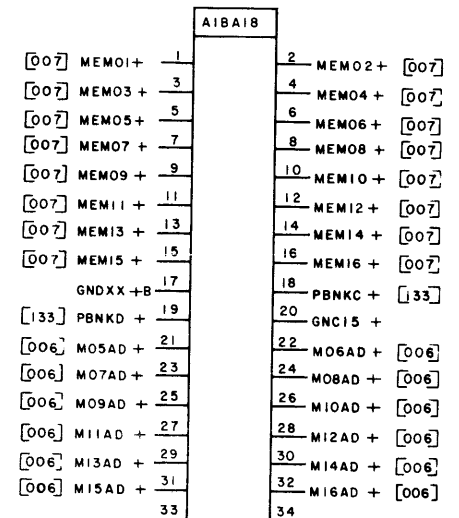 A1BA18
[007] MEM01+ 1 2 MEM02+ [007]
[007] MEM03+ 3 4 MEM04+ [007]
[007] MEM05+ 5 6 MEM06+ [007]
[007] MEM07+ 7 8 MEM08+ [007]
[007] MEM09+ 9 10 MEM10+ [007]
[007] MEM11+ 11 12 MEM12+ [007]
[007] MEM13+ 13 14 MEM14+ [007]
[007] MEM15+ 15 16 MEM16+ [007]
GNDXX+B 17 18 PBNKC+ [133]
[133] PBNKD+ 19 20 GNC15+
[006] M05AD+ 21 22 M06AD+ [006]
[006] M07AD+ 23 24 M08AD+ [006]
[006] M09AD+ 25 26 M10AD+ [006]
[006] M11AD+ 27 28 M12AD+ [006]
[006] M13AD+ 29 30 M14AD+ [006]
[006] M15AD+ 31 32 M16AD+ [006]
33 34